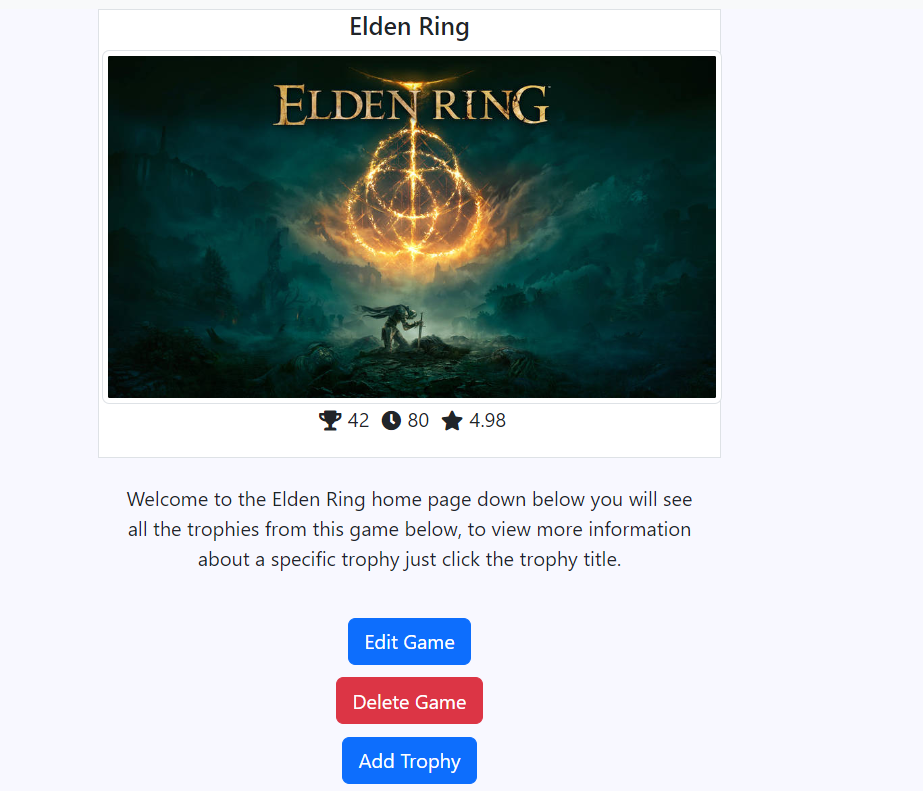 Elden Ring
ELDEN RING
42 80 4.98
Welcome to the Elden Ring home page down below you will see
all the trophies from this game below, to view more information
about a specific trophy just click the trophy title.
Edit Game
Delete Game
Add Trophy